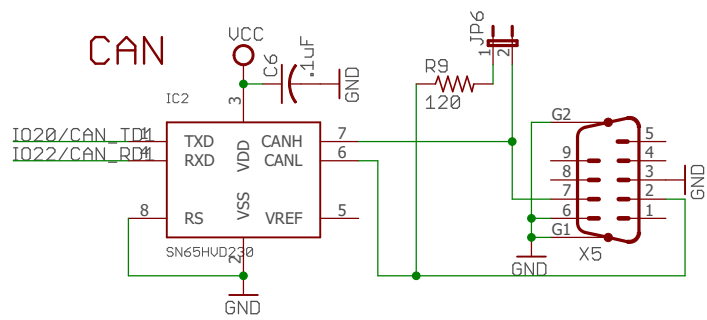 CAN
VCC
C6
.1uF
GND
JP6
1
2
R9
120
IC2
3
IO20/CAN_TD1
1
TXD
IO22/CAN_RD1
4
RXD
VDD
CANH
7
CANL
6
8
RS
VSS
VREF
5
SN65HVD230
2
GND
G2
5
9
4
8
3
GND
7
2
6
1
G1
X5
GND